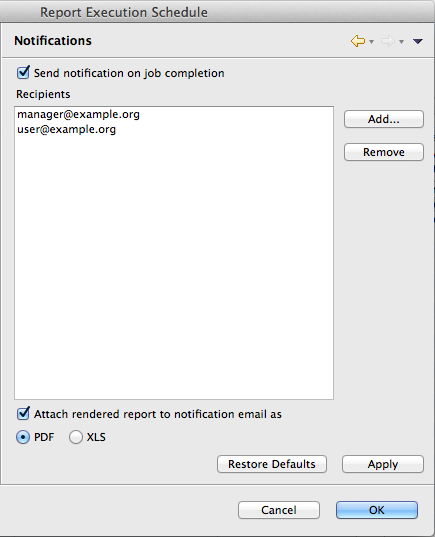 Report Execution Schedule
Notifications
Send notification on job completion
Recipients
manager@example.org
user@example.org
Add...
Remove
Attach rendered report to notification email as
PDF XLS
Restore Defaults Apply
Cancel OK